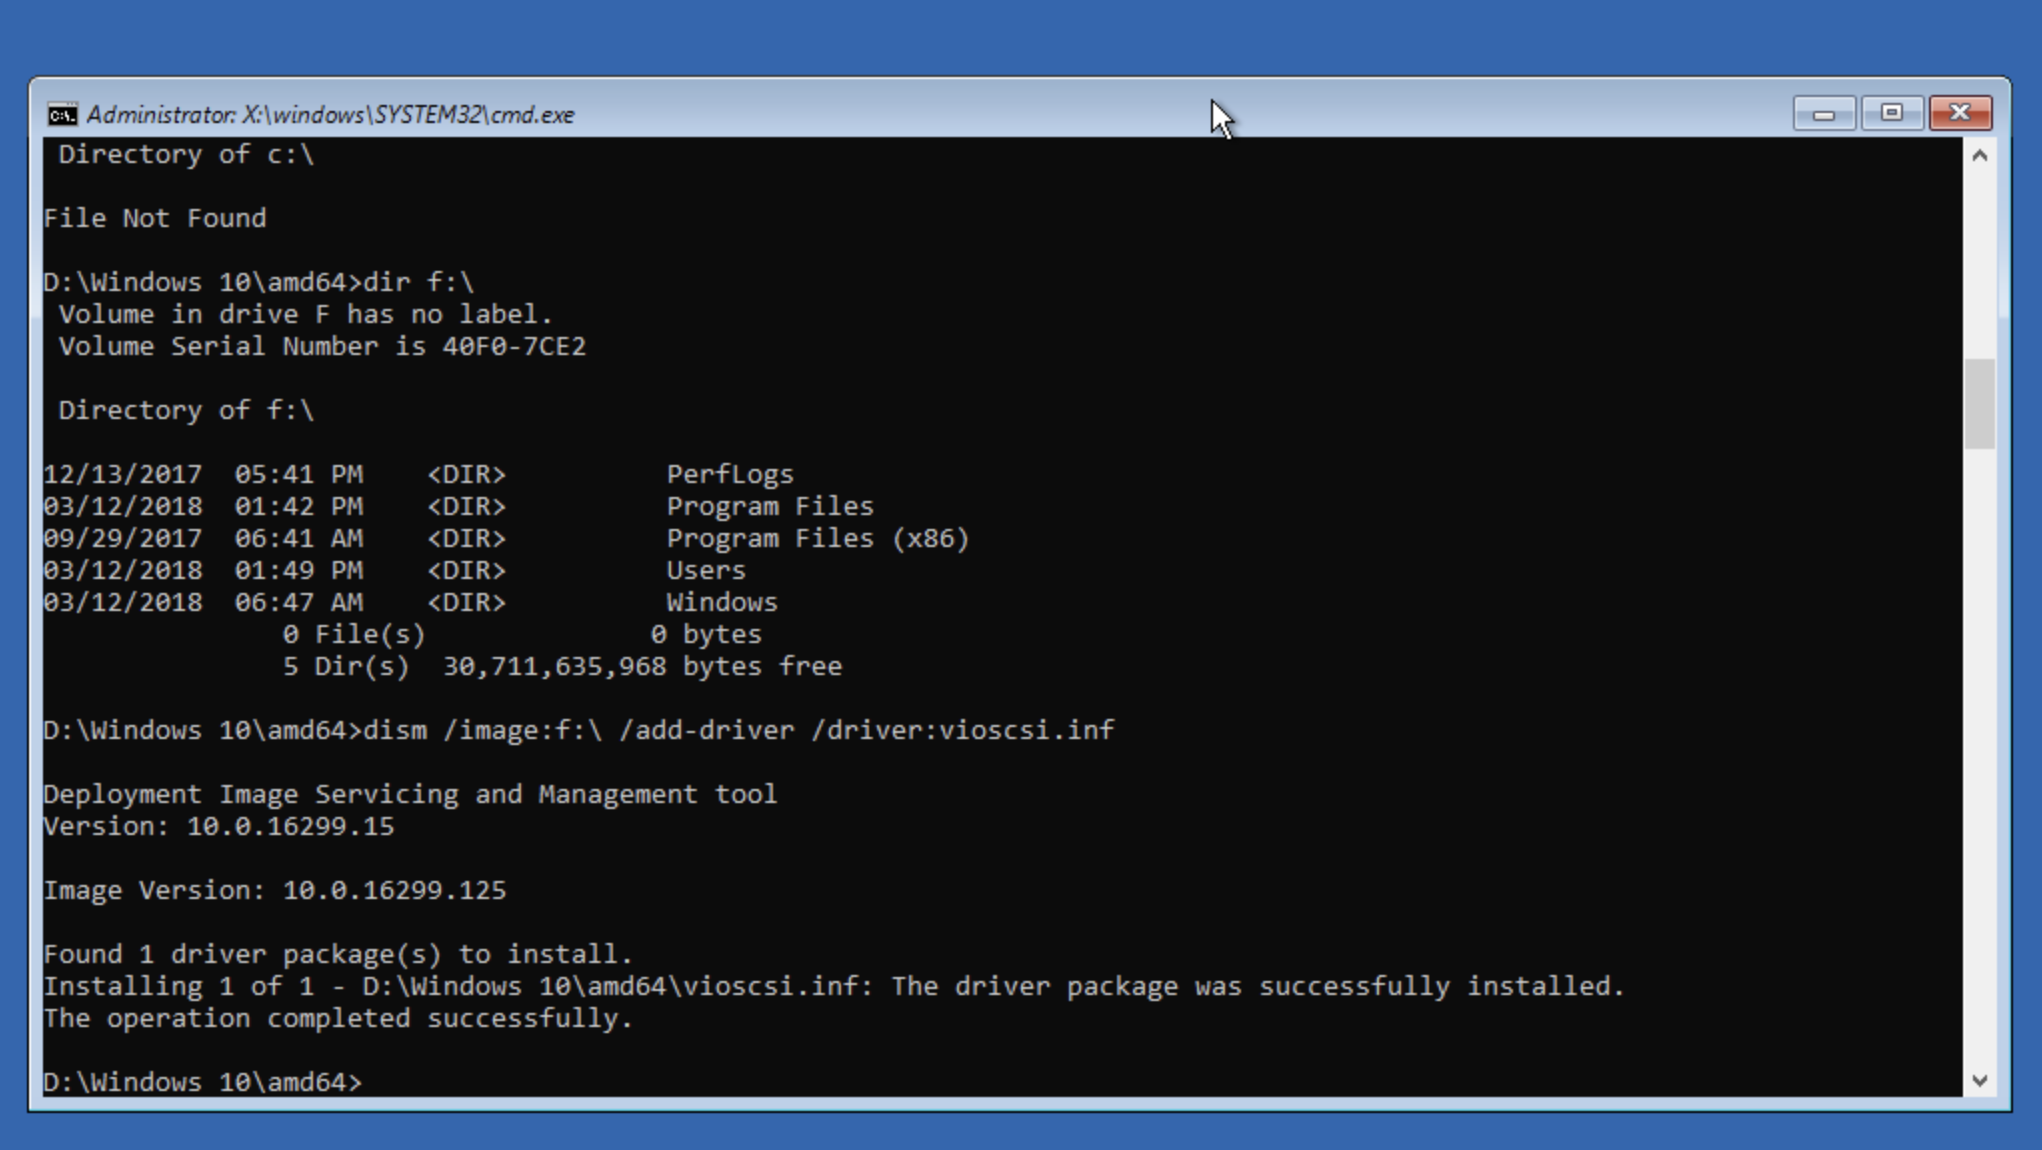 Administrator: X:\windows\SYSTEM32\cmd.exe
Directory of c:\
File Not Found
D:\Windows 10\amd64>dir f:\
Volume in drive F has no label.
Volume Serial Number is 40F0-7CE2
Directory of f:\
12/13/2017  05:41 PM    <DIR>          PerfLogs
03/12/2018  01:42 PM    <DIR>          Program Files
09/29/2017  06:41 AM    <DIR>          Program Files (x86)
03/12/2018  01:49 PM    <DIR>          Users
03/12/2018  06:47 AM    <DIR>          Windows
0 File(s)              0 bytes
5 Dir(s)  30,711,635,968 bytes free
D:\Windows 10\amd64>dism /image:f:\ /add-driver /driver:vioscsi.inf
Deployment Image Servicing and Management tool
Version: 10.0.16299.15
Image Version: 10.0.16299.125
Found 1 driver package(s) to install.
Installing 1 of 1 - D:\Windows 10\amd64\vioscsi.inf: The driver package was successfully installed.
The operation completed successfully.
D:\Windows 10\amd64>